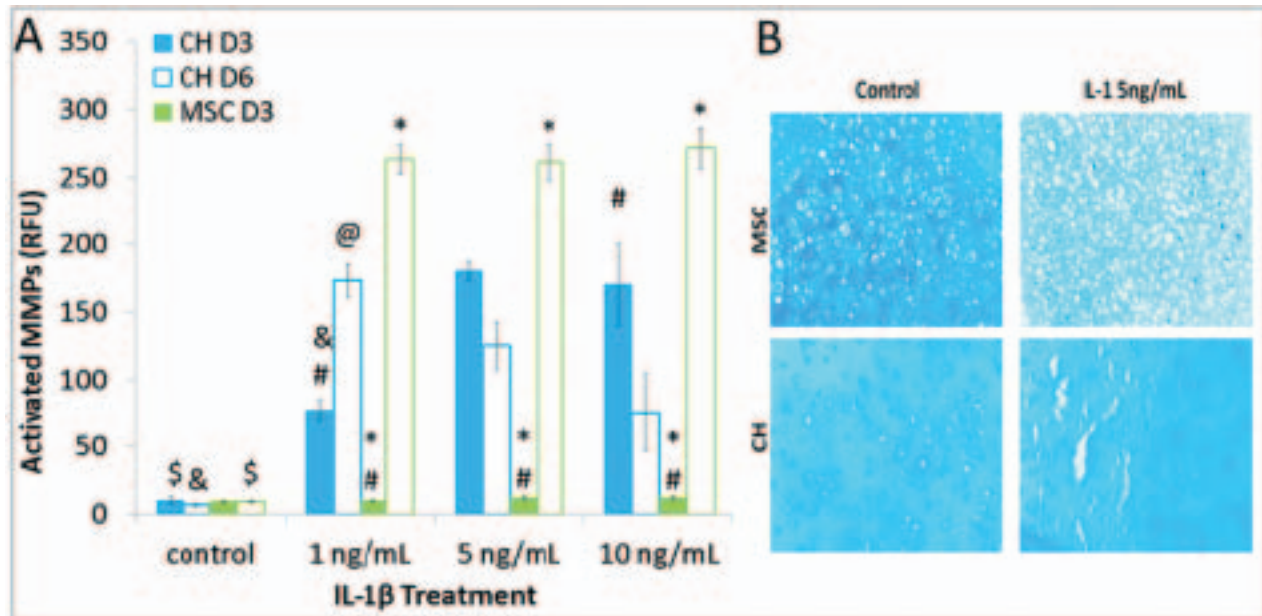 A
350
300
250
200
150
100
50
0
Activated MMPs (RFU)
CH D3
CH D6
MSC D3
$ & $
& # @ * # *
* # *
# * # *
control 1 ng/mL 5 ng/mL 10 ng/mL
IL-1β Treatment
B
Control L-1 5ng/mL
MSC
CH